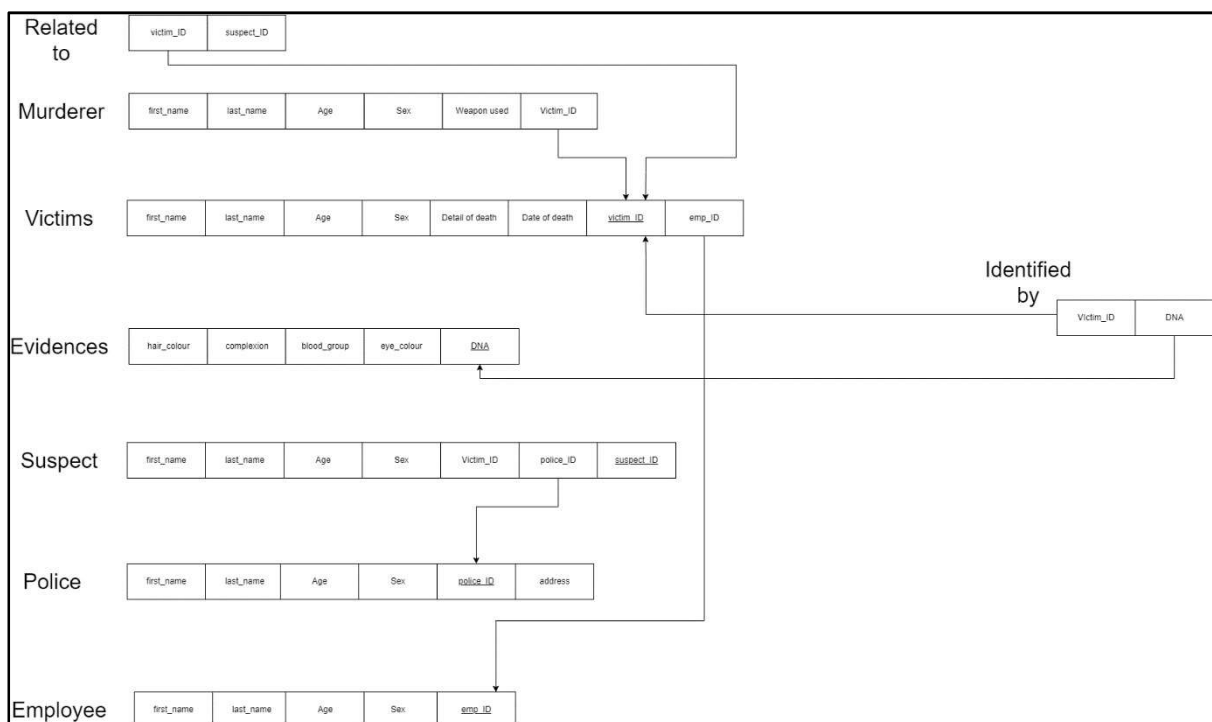 Related
to
victim_ID suspect_ID
Murderer
first_name last_name Age Sex Weapon used Victim_ID
Victims
first_name last_name Age Sex Detail of death Date of death victim_ID emp_ID
Identified
by
Victim_ID DNA
Evidences
hair_colour complexion blood_group eye_colour DNA
Suspect
first_name last_name Age Sex Victim_ID police_ID suspect_ID
Police
first_name last_name Age Sex police_ID address
Employee
first_name last_name Age Sex emp_ID